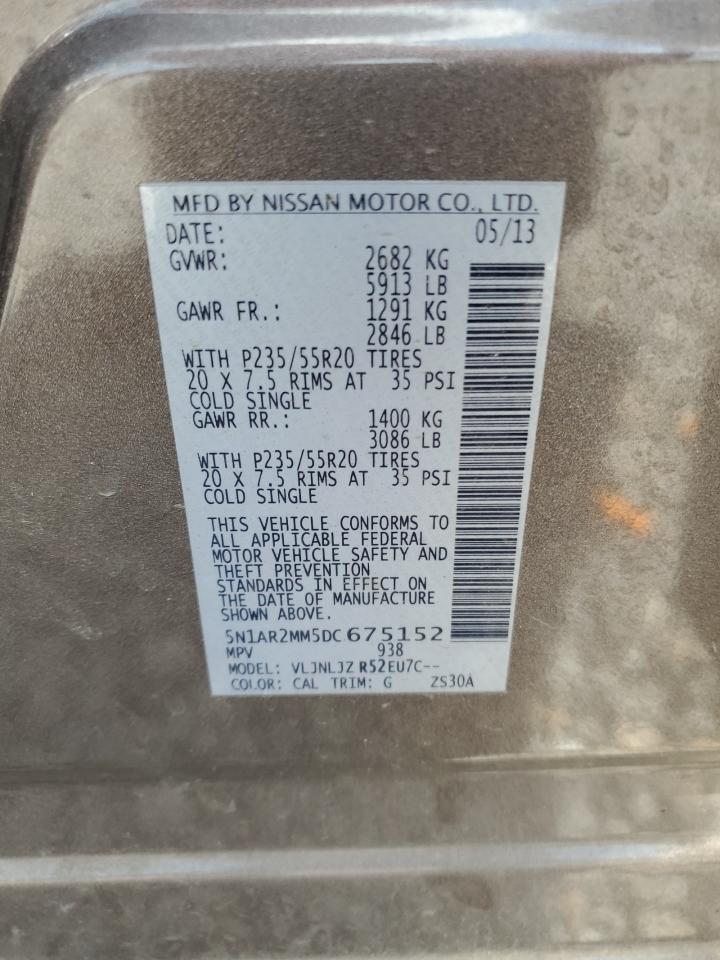 MFD BY NISSAN MOTOR CO., LTD.
DATE: 05/13
GVWR: 2682 KG
5913 LB
GAWR FR.: 1291 KG
2846 LB
WITH P235/55R20 TIRES
20 X 7.5 RIMS AT 35 PSI
COLD SINGLE
GAWR RR.: 1400 KG
3086 LB
WITH P235/55R20 TIRES
20 X 7.5 RIMS AT 35 PSI
COLD SINGLE
THIS VEHICLE CONFORMS TO
ALL APPLICABLE FEDERAL
MOTOR VEHICLE SAFETY AND
THEFT PREVENTION
STANDARDS IN EFFECT ON
THE DATE OF MANUFACTURE
SHOWN ABOVE.
5N1AR2MM5DC675152
MPV 938
MODEL: VLJNLJZ R52EU7C--
COLOR: CAL TRIM: G ZS30A